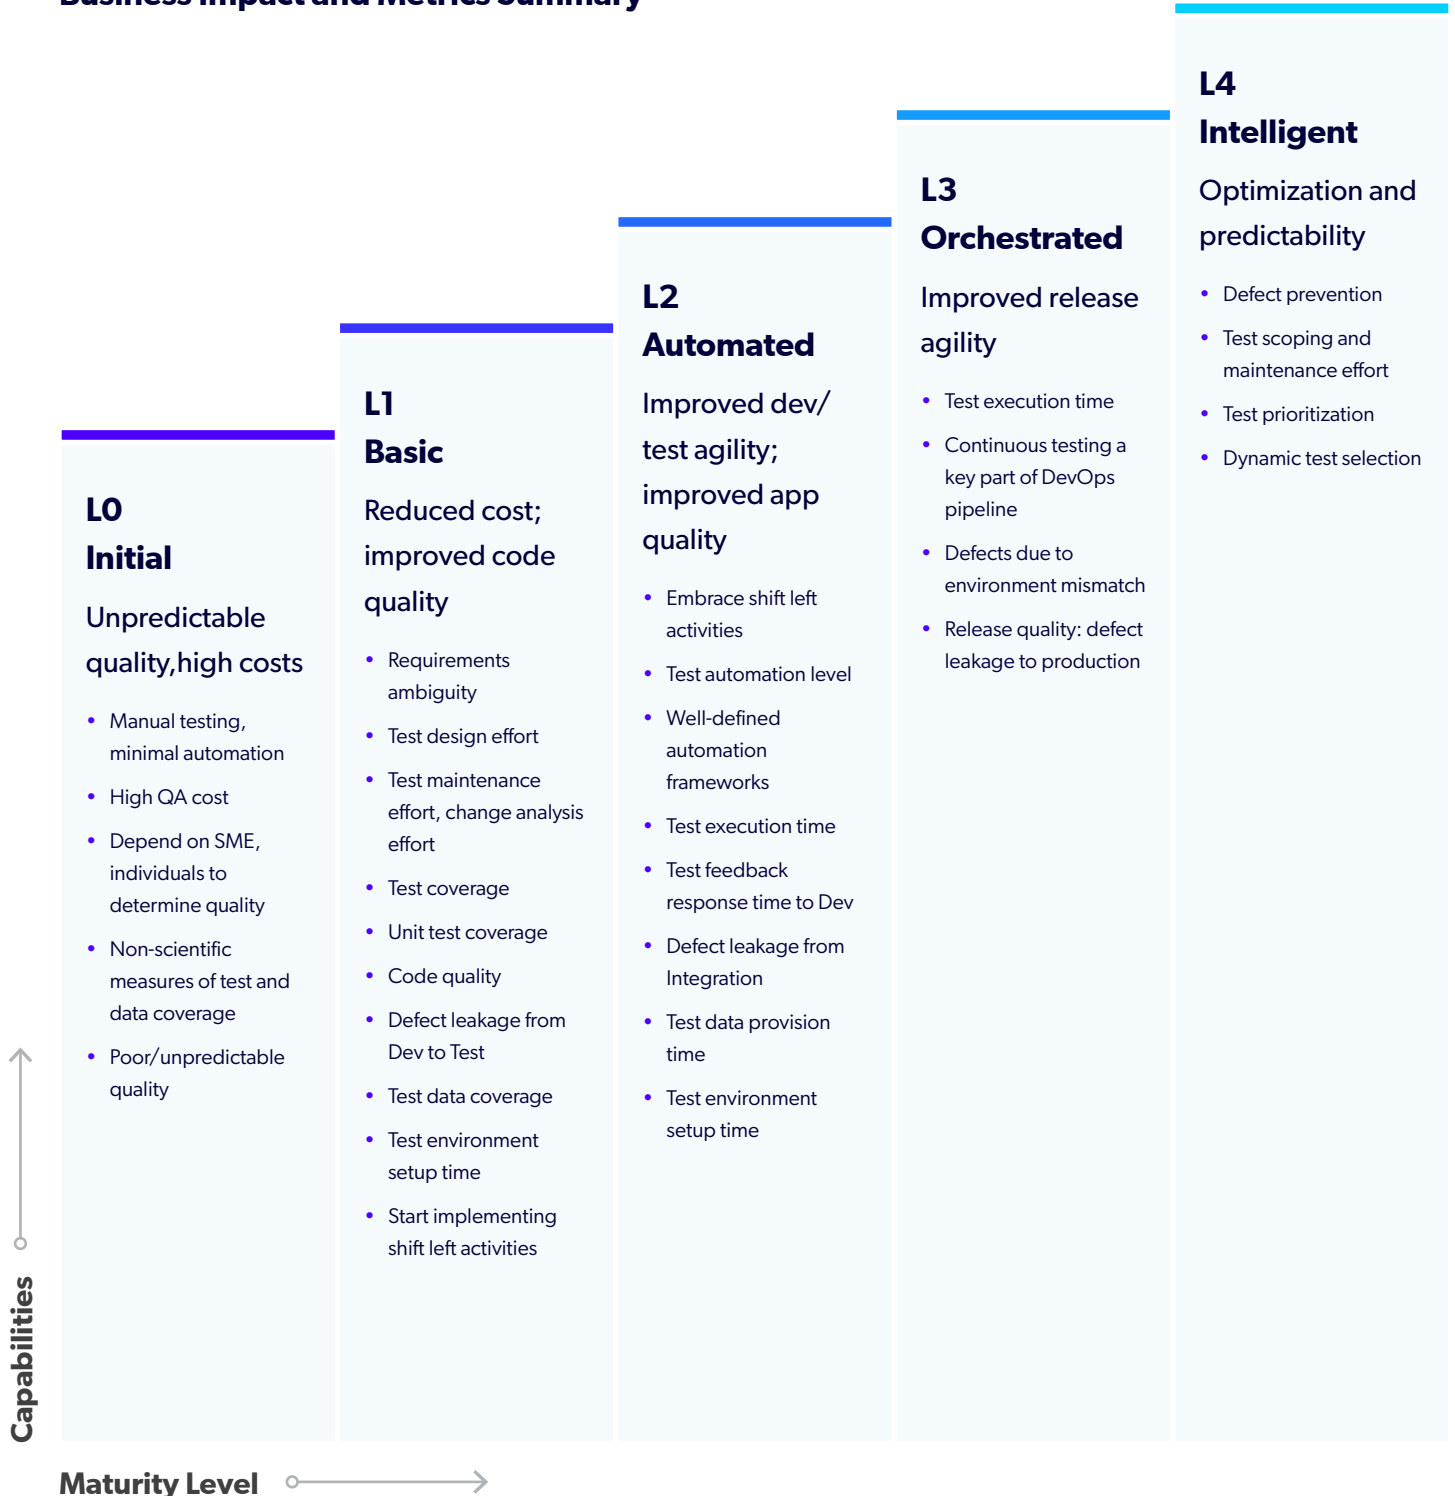 Business Impact and Metrics Summary
L0
Initial
Unpredictable
quality,high costs
• Manual testing,
minimal automation
• High QA cost
• Depend on SME,
individuals to
determine quality
• Non-scientific
measures of test and
data coverage
• Poor/unpredictable
quality
L1
Basic
Reduced cost;
improved code
quality
• Requirements
ambiguity
• Test design effort
• Test maintenance
effort, change analysis
effort
• Test coverage
• Unit test coverage
• Code quality
• Defect leakage from
Dev to Test
• Test data coverage
• Test environment
setup time
• Start implementing
shift left activities
L2
Automated
Improved dev/
test agility;
improved app
quality
• Embrace shift left
activities
• Test automation level
• Well-defined
automation
frameworks
• Test execution time
• Test feedback
response time to Dev
• Defect leakage from
Integration
• Test data provision
time
• Test environment
setup time
L3
Orchestrated
Improved release
agility
• Test execution time
• Continuous testing a
key part of DevOps
pipeline
• Defects due to
environment mismatch
• Release quality: defect
leakage to production
L4
Intelligent
Optimization and
predictability
• Defect prevention
• Test scoping and
maintenance effort
• Test prioritization
• Dynamic test selection
Capabilities
Maturity Level